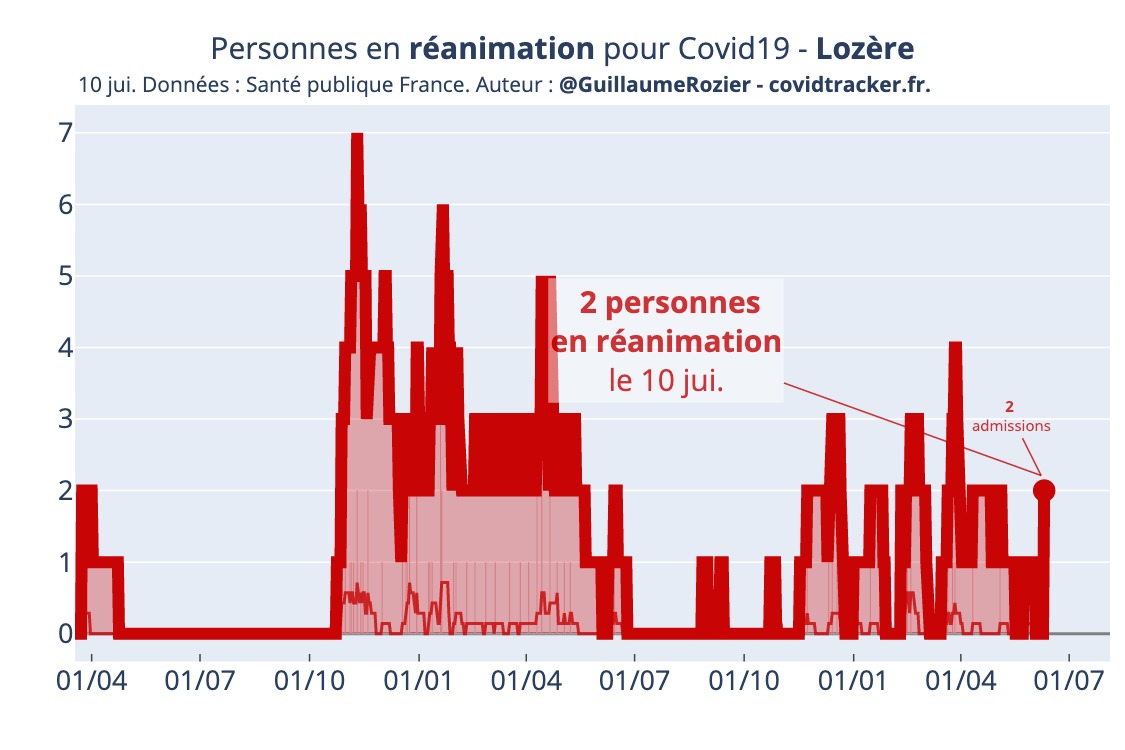 Personnes en réanimation pour Covid19 - Lozère
10 jui. Données : Santé publique France. Auteur : @GuillaumeRozier - covidtracker.fr.
7
6
5
4
3
2
1
0
2 personnes
en réanimation
le 10 jui.
2
admissions
01/04 01/07 01/10 01/01 01/04 01/07 01/10 01/01 01/04 01/07